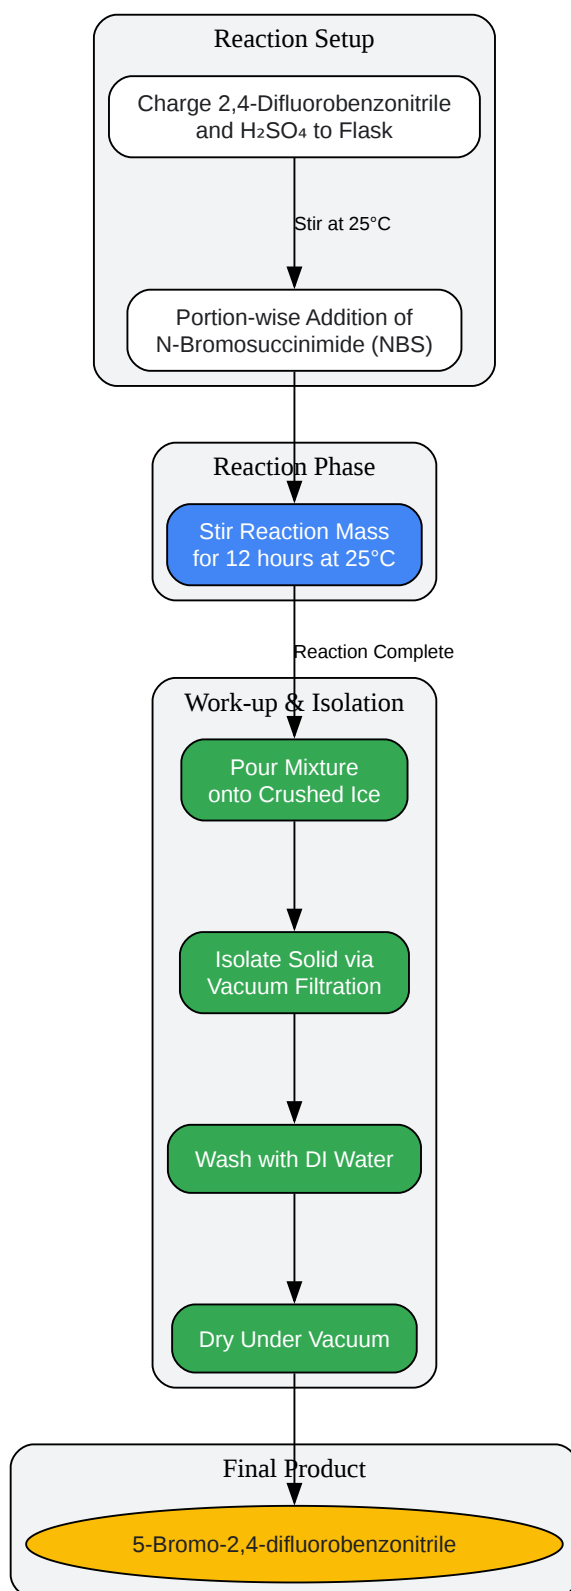 Reaction Setup
Charge 2,4-Difluorobenzonitrile
and H₂SO₄ to Flask
Stir at 25°C
Portion-wise Addition of
N-Bromosuccinimide (NBS)
Reaction Phase
Stir Reaction Mass
for 12 hours at 25°C
Reaction Complete
Work-up & Isolation
Pour Mixture
onto Crushed Ice
Isolate Solid via
Vacuum Filtration
Wash with DI Water
Dry Under Vacuum
Final Product
5-Bromo-2,4-difluorobenzonitrile